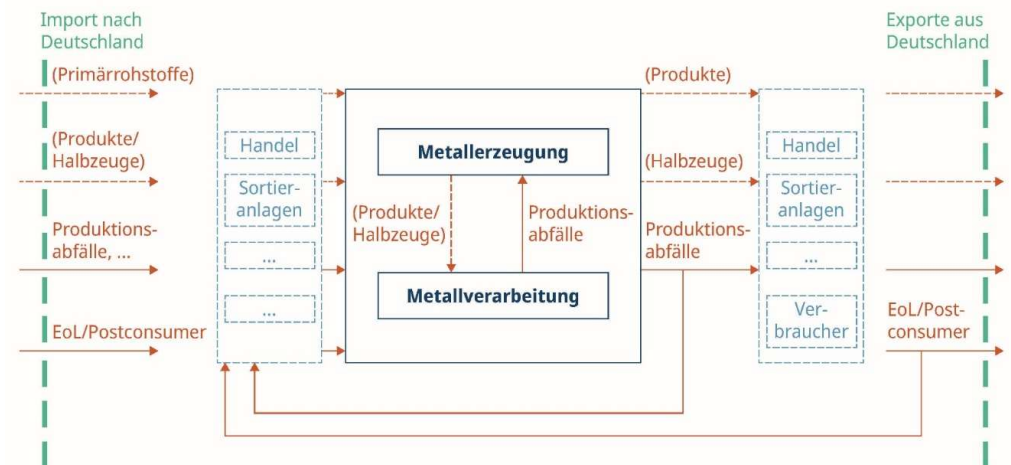 Import nach
Deutschland
Exporte aus
Deutschland
(Primärrohstoffe)
(Produkte)
(Produkte/
Halbzeuge)
Handel
Metallerzeugung
(Halbzeuge)
Handel
Sortier-
anlagen
Sortier-
anlagen
(Produkte/
Halbzeuge)
Produktions-
abfälle
Produktions-
abfälle, ...
Produktions-
abfälle
...
...
Metallverarbeitung
...
EoL/Postconsumer
Ver-
braucher
EoL/Post-
consumer